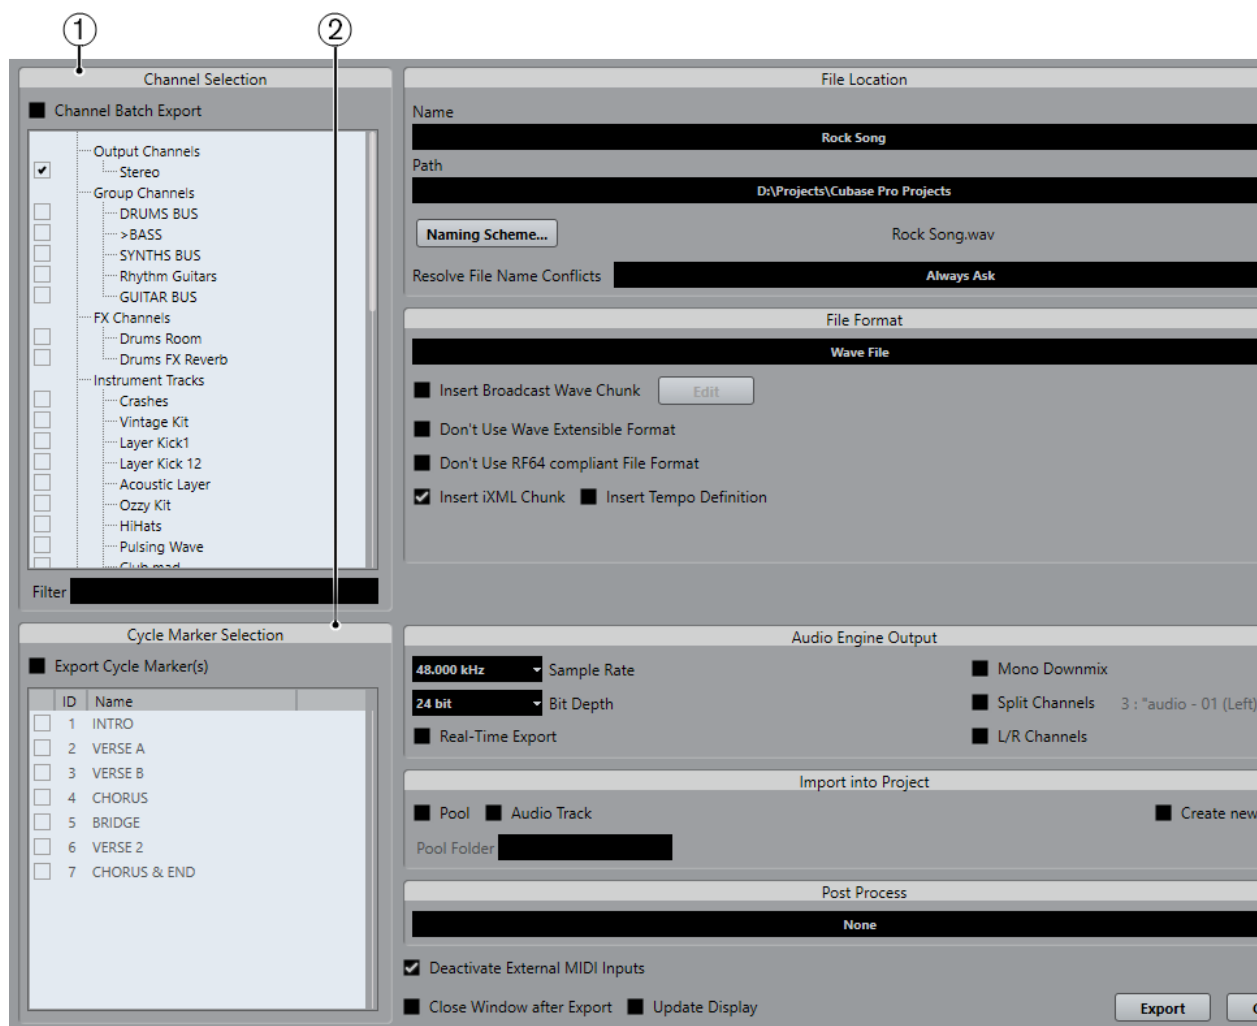 1
2
Channel Selection
Channel Batch Export
Output Channels
Stereo
Group Channels
DRUMS BUS
>BASS
SYNTHS BUS
Rhythm Guitars
GUITAR BUS
FX Channels
Drums Room
Drums FX Reverb
Instrument Tracks
Crashes
Vintage Kit
Layer Kick1
Layer Kick 12
Acoustic Layer
Ozzy Kit
HiHats
Pulsing Wave
Club mad
Filter
Cycle Marker Selection
Export Cycle Marker(s)
ID Name
1 INTRO
2 VERSE A
3 VERSE B
4 CHORUS
5 BRIDGE
6 VERSE 2
7 CHORUS & END
File Location
Name
Rock Song
Path
D:\Projects\Cubase Pro Projects
Naming Scheme... Rock Song.wav
Resolve File Name Conflicts Always Ask
File Format
Wave File
Insert Broadcast Wave Chunk Edit
Don't Use Wave Extensible Format
Don't Use RF64 compliant File Format
Insert iXML Chunk Insert Tempo Definition
Audio Engine Output
48.000 kHz Sample Rate Mono Downmix
24 bit Bit Depth Split Channels 3 : "audio - 01 (Left)
Real-Time Export L/R Channels
Import into Project
Pool Audio Track Create new
Pool Folder
Post Process
None
Deactivate External MIDI Inputs
Close Window after Export Update Display Export